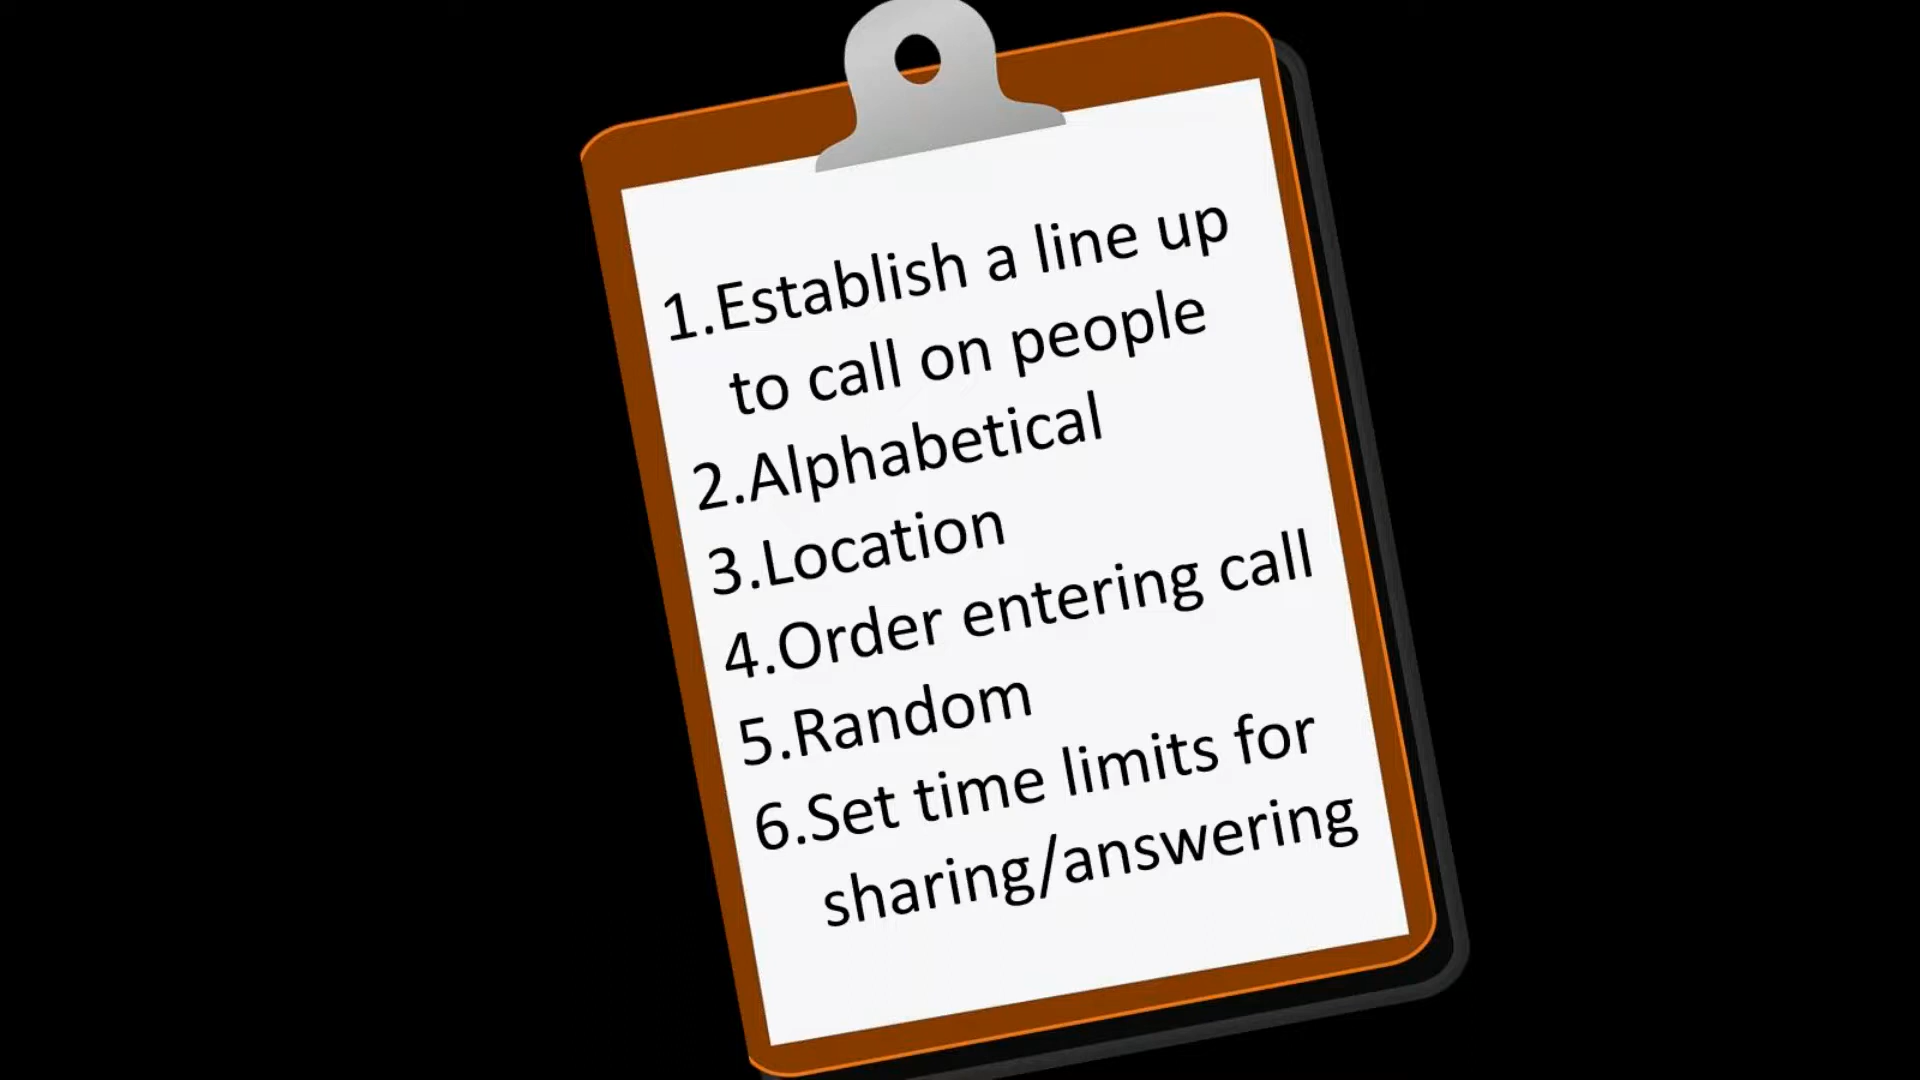 1.Establish a line up
to call on people
2.Alphabetical
3.Location
4.Order entering call
5.Random
6.Set time limits for
sharing/answering